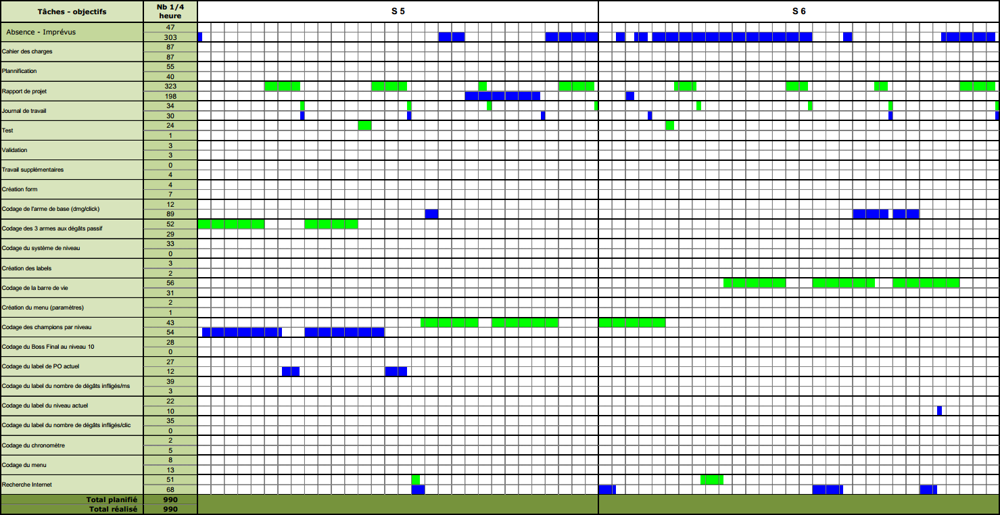 Tâches - objectifs
Nb 1/4
heure
S 5
S 6
Absence - Imprévus
47
303
Cahier des charges
87
87
Plannification
55
40
Rapport de projet
323
198
Journal de travail
34
30
Test
24
1
Validation
3
3
Travail supplémentaires
0
4
Création form
4
7
Codage de l'arme de base (dmg/click)
12
89
Codage des 3 armes aux dégâts passif
52
29
Codage du système de niveau
33
0
Création des labels
3
2
Codage de la barre de vie
56
31
Création du menu (paramètres)
2
1
Codage des champions par niveau
43
54
Codage du Boss Final au niveau 10
28
0
Codage du label de PO actuel
27
12
Codage du label du nombre de dégâts infligés/ms
39
3
Codage du label du niveau actuel
22
10
Codage du label du nombre de dégâts infligés/clic
35
0
Codage du chronomètre
2
5
Codage du menu
8
13
Recherche Internet
51
68
Total planifié 990
Total réalisé 990